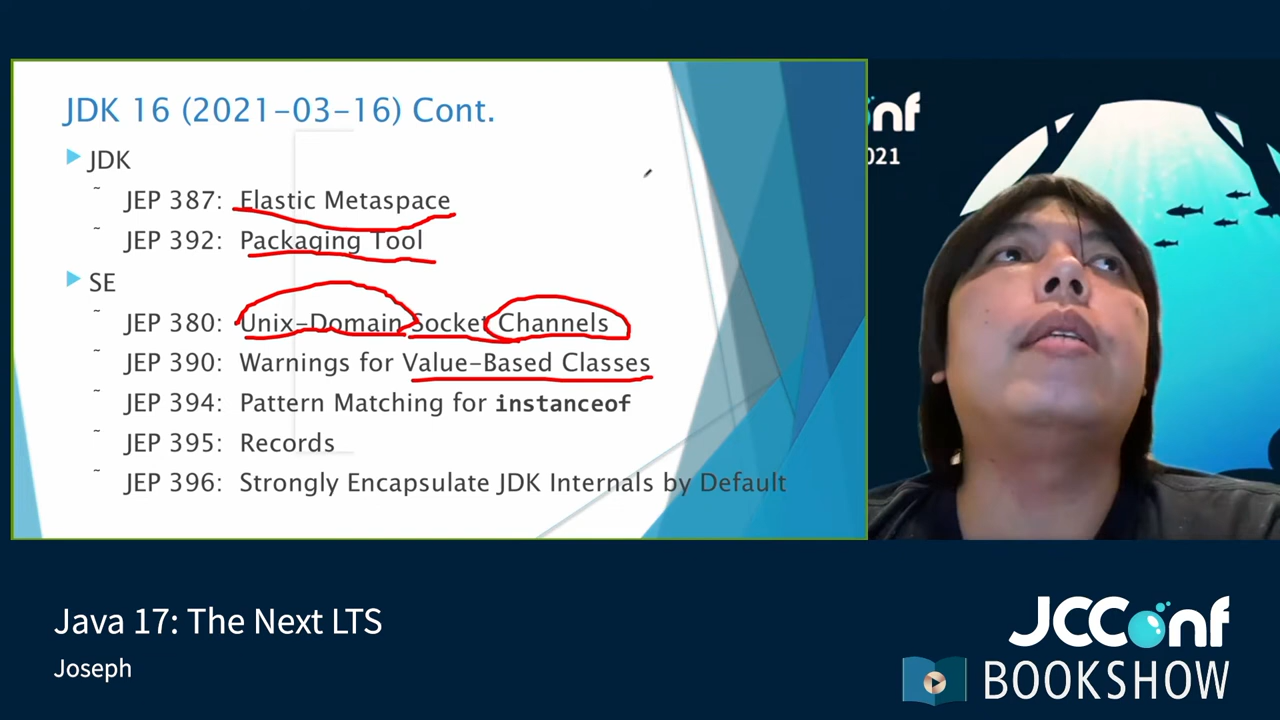 JDK 16 (2021-03-16) Cont.
JDK
JEP 387: Elastic Metaspace
JEP 392: Packaging Tool
SE
JEP 380: Unix-Domain Socket Channels
JEP 390: Warnings for Value-Based Classes
JEP 394: Pattern Matching for instanceof
JEP 395: Records
JEP 396: Strongly Encapsulate JDK Internals by Default
nf
021
Java 17: The Next LTS
Joseph
JCConf
BOOKSHOW